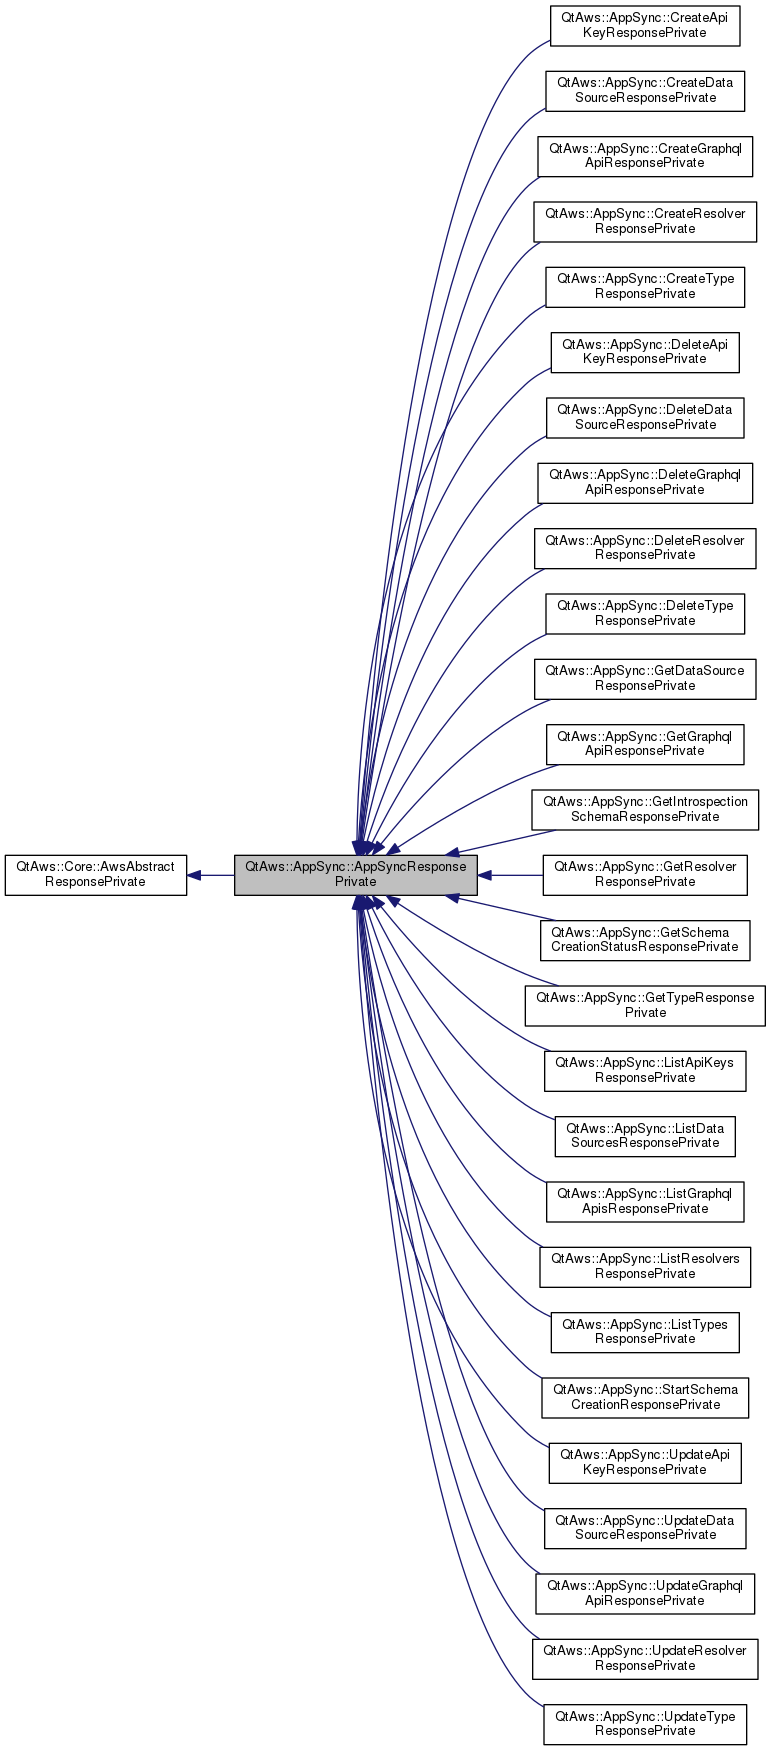 QtAws::AppSync::CreateApi
KeyResponsePrivate
QtAws::AppSync::CreateData
SourceResponsePrivate
QtAws::AppSync::CreateGraphql
ApiResponsePrivate
QtAws::AppSync::CreateResolver
ResponsePrivate
QtAws::AppSync::CreateType
ResponsePrivate
QtAws::AppSync::DeleteApi
KeyResponsePrivate
QtAws::AppSync::DeleteData
SourceResponsePrivate
QtAws::AppSync::DeleteGraphql
ApiResponsePrivate
QtAws::AppSync::DeleteResolver
ResponsePrivate
QtAws::AppSync::DeleteType
ResponsePrivate
QtAws::AppSync::GetDataSource
ResponsePrivate
QtAws::AppSync::GetGraphql
ApiResponsePrivate
QtAws::AppSync::GetIntrospection
SchemaResponsePrivate
QtAws::Core::AwsAbstract
ResponsePrivate
QtAws::AppSync::AppSyncResponse
Private
QtAws::AppSync::GetResolver
ResponsePrivate
QtAws::AppSync::GetSchema
CreationStatusResponsePrivate
QtAws::AppSync::GetTypeResponse
Private
QtAws::AppSync::ListApiKeys
ResponsePrivate
QtAws::AppSync::ListData
SourcesResponsePrivate
QtAws::AppSync::ListGraphql
ApisResponsePrivate
QtAws::AppSync::ListResolvers
ResponsePrivate
QtAws::AppSync::ListTypes
ResponsePrivate
QtAws::AppSync::StartSchema
CreationResponsePrivate
QtAws::AppSync::UpdateApi
KeyResponsePrivate
QtAws::AppSync::UpdateData
SourceResponsePrivate
QtAws::AppSync::UpdateGraphql
ApiResponsePrivate
QtAws::AppSync::UpdateResolver
ResponsePrivate
QtAws::AppSync::UpdateType
ResponsePrivate